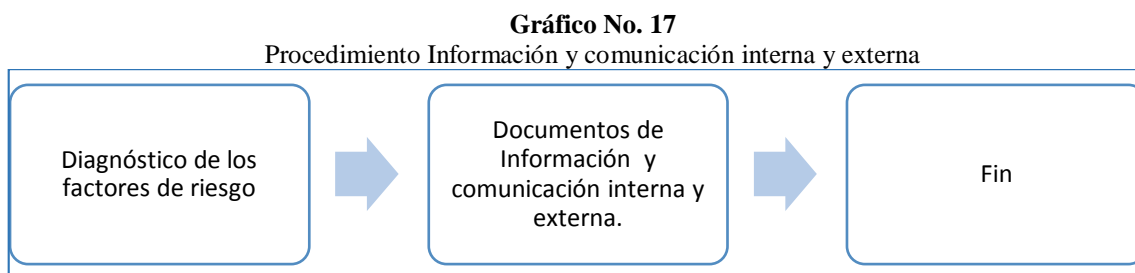 Gráfico No. 17
Procedimiento Información y comunicación interna y externa
Diagnóstico de los
factores de riesgo
Documentos de
Información y
comunicación interna y
externa.
Fin